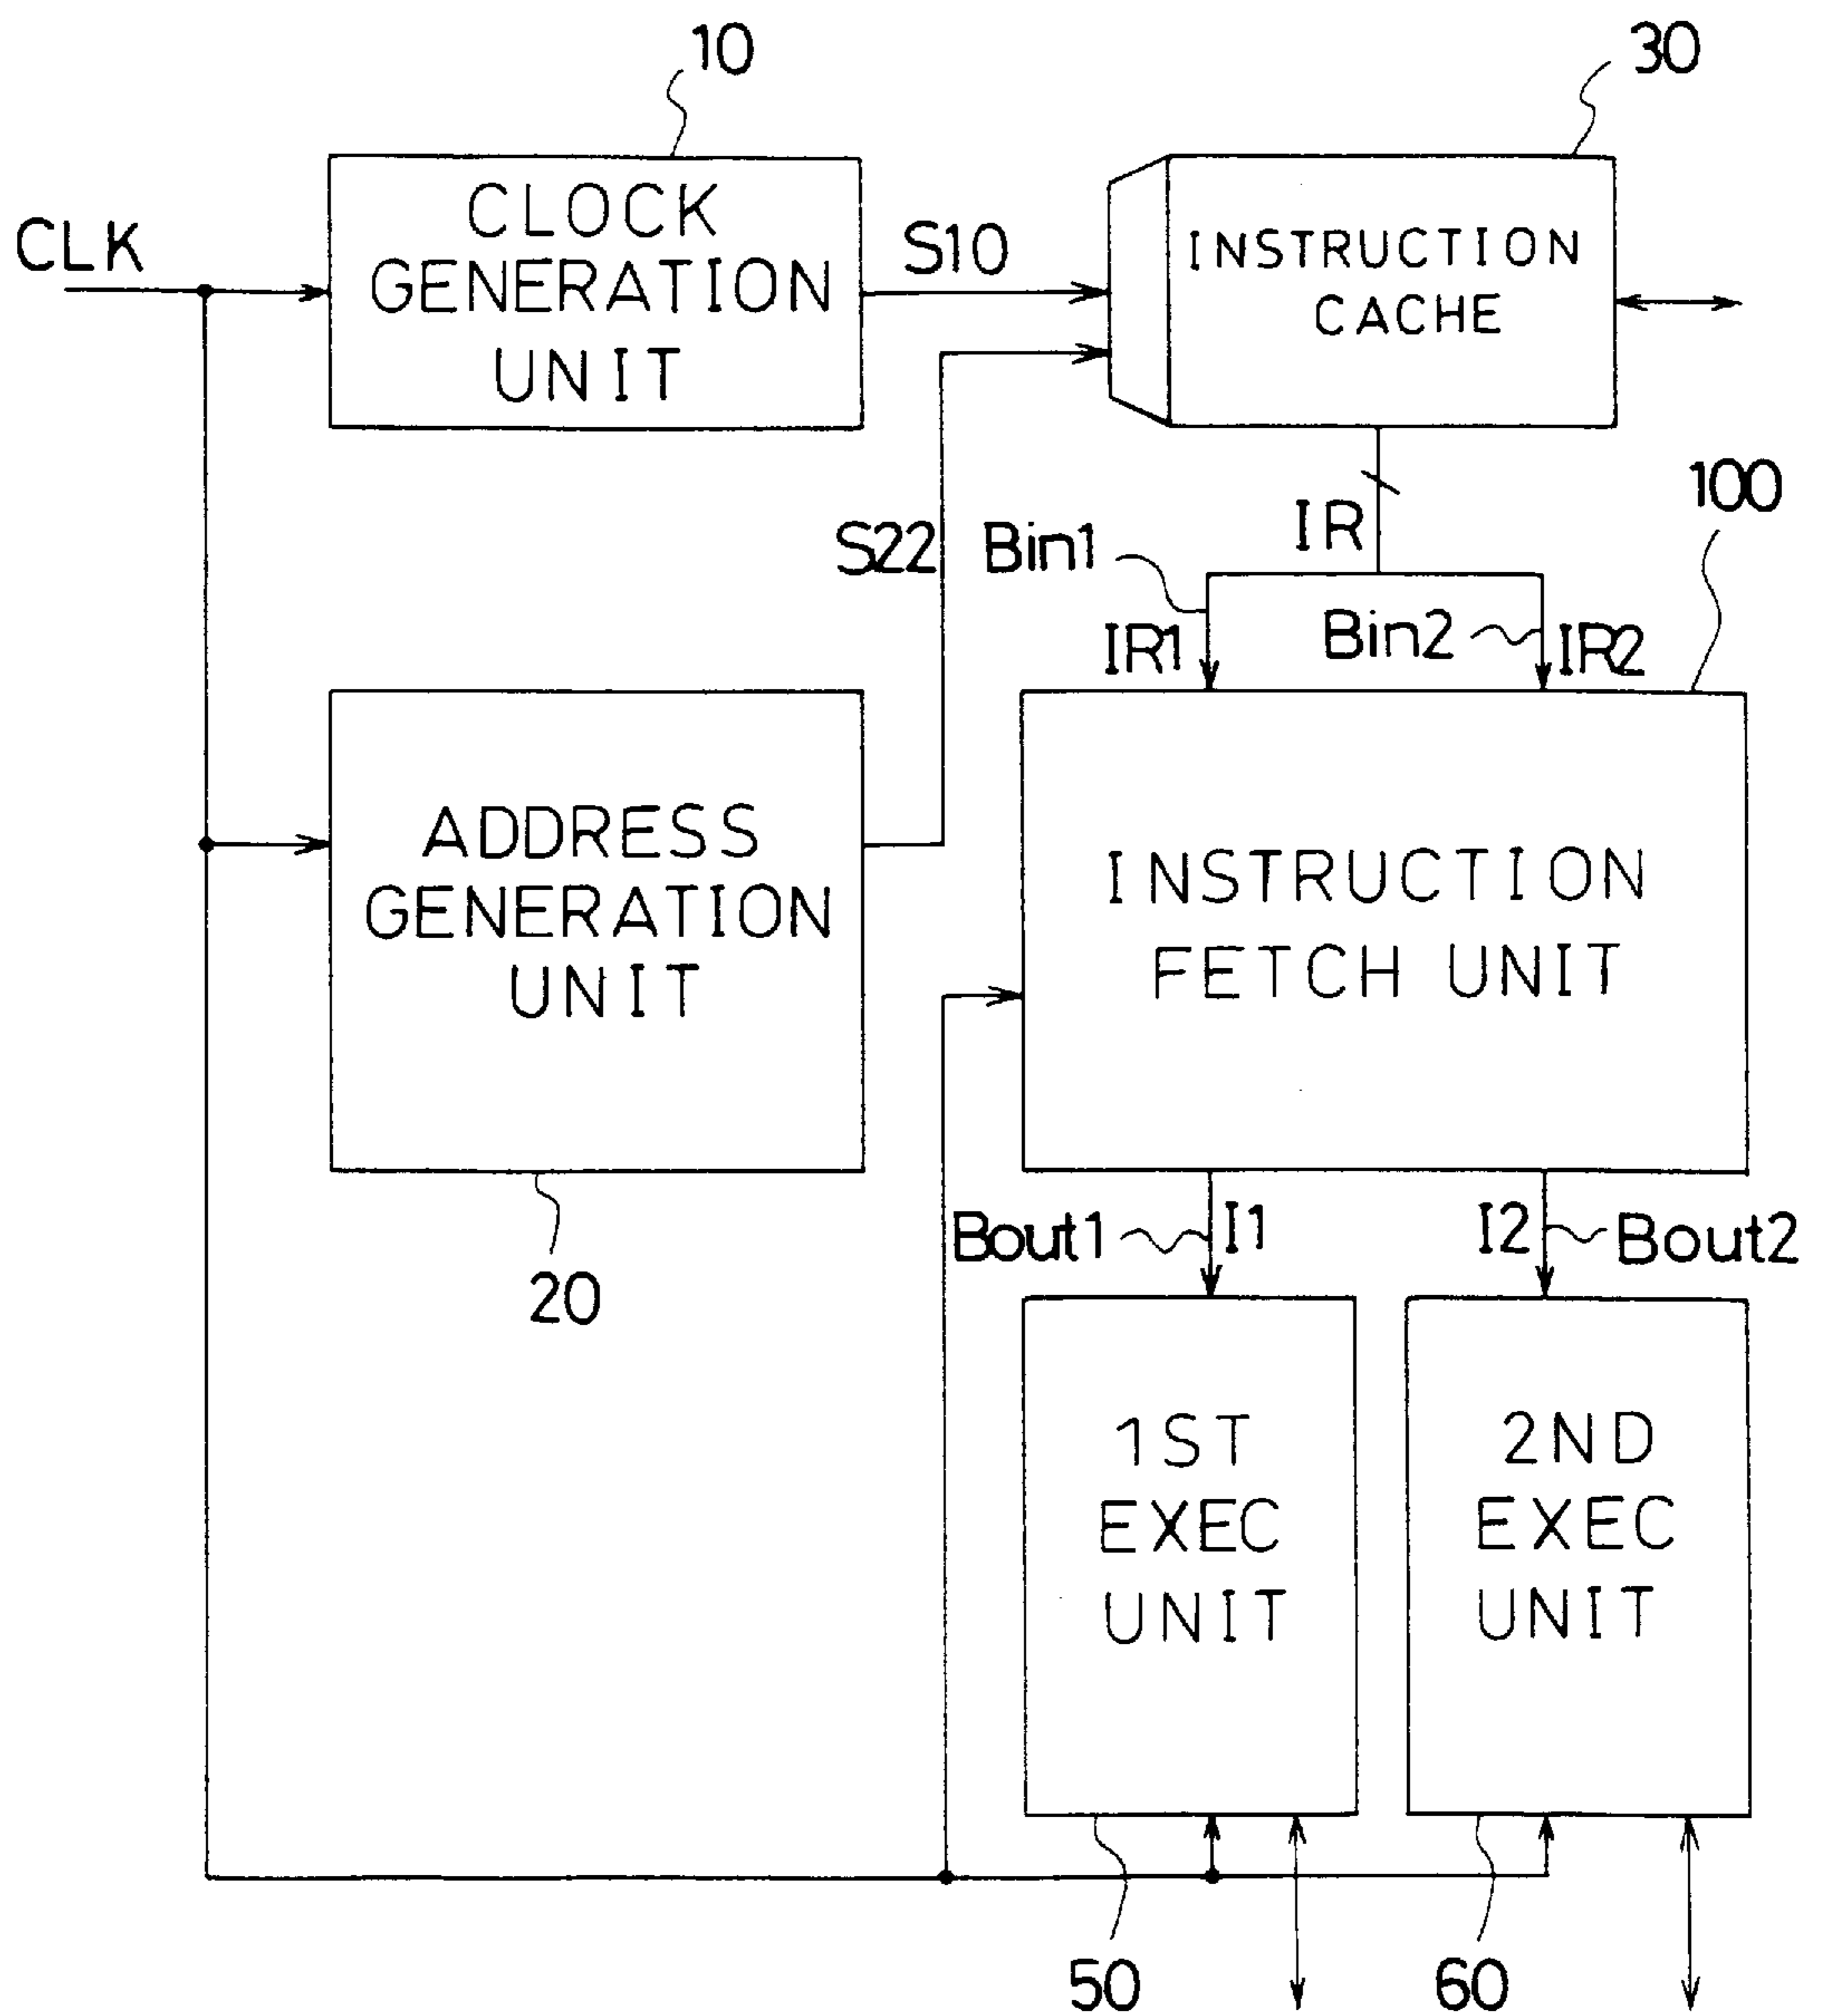 10
30
CLK
CLOCK
GENERATION
UNIT
S10
INSTRUCTION
CACHE
100
S22
Bin1
IR
IR1
Bin2
IR2
ADDRESS
GENERATION
UNIT
INSTRUCTION
FETCH UNIT
20
Bout1
I1
I2
Bout2
1ST
EXEC
UNIT
2ND
EXEC
UNIT
50
60